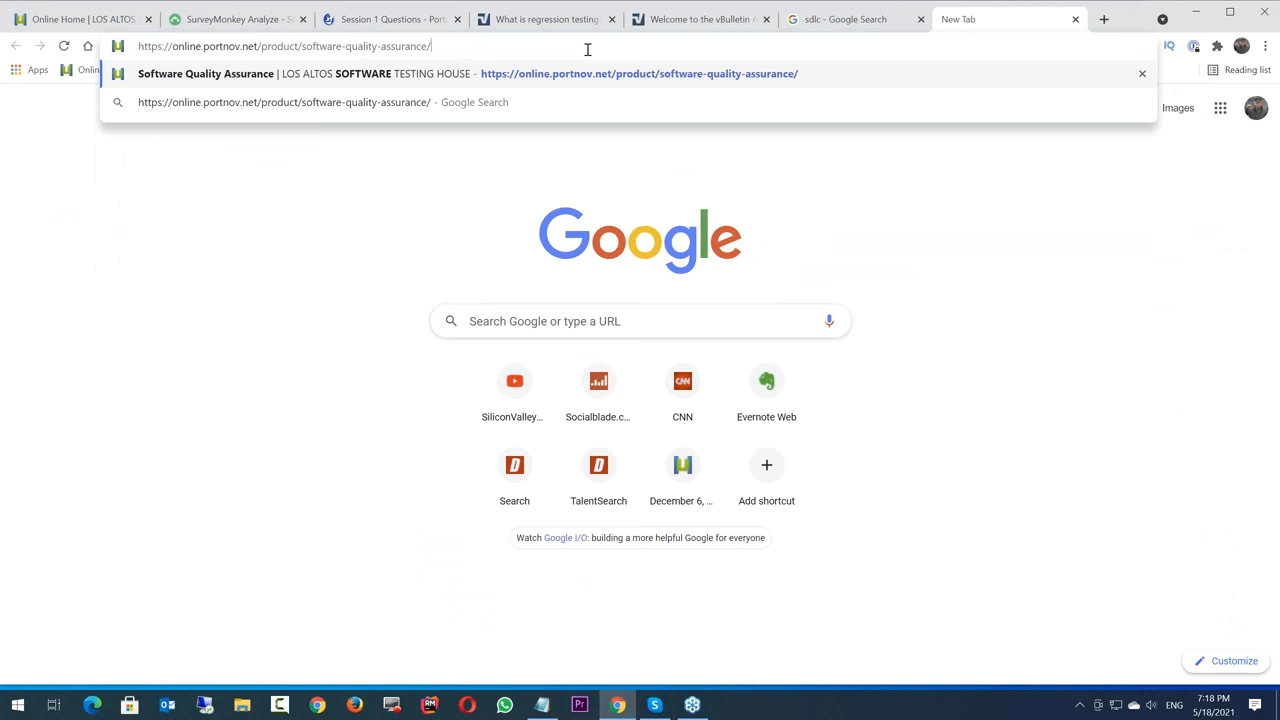 Online Home | LOS ALTOS
SurveyMonkey Analyze - S
Session 1 Questions - Port
What is regression testing
Welcome to the vBulletin A
sdlc - Google Search
New Tab
https://online.portnov.net/product/software-quality-assurance/
IQ
Apps
Onlin
Software Quality Assurance | LOS ALTOS SOFTWARE TESTING HOUSE - https://online.portnov.net/product/software-quality-assurance/
Reading list
https://online.portnov.net/product/software-quality-assurance/ - Google Search
Images
Google
Search Google or type a URL
SiliconValley...
Socialblade.c...
CNN
Evernote Web
Search
TalentSearch
December 6, ...
Add shortcut
Watch Google I/O: building a more helpful Google for everyone
Customize
ENG
7:18 PM
5/18/2021